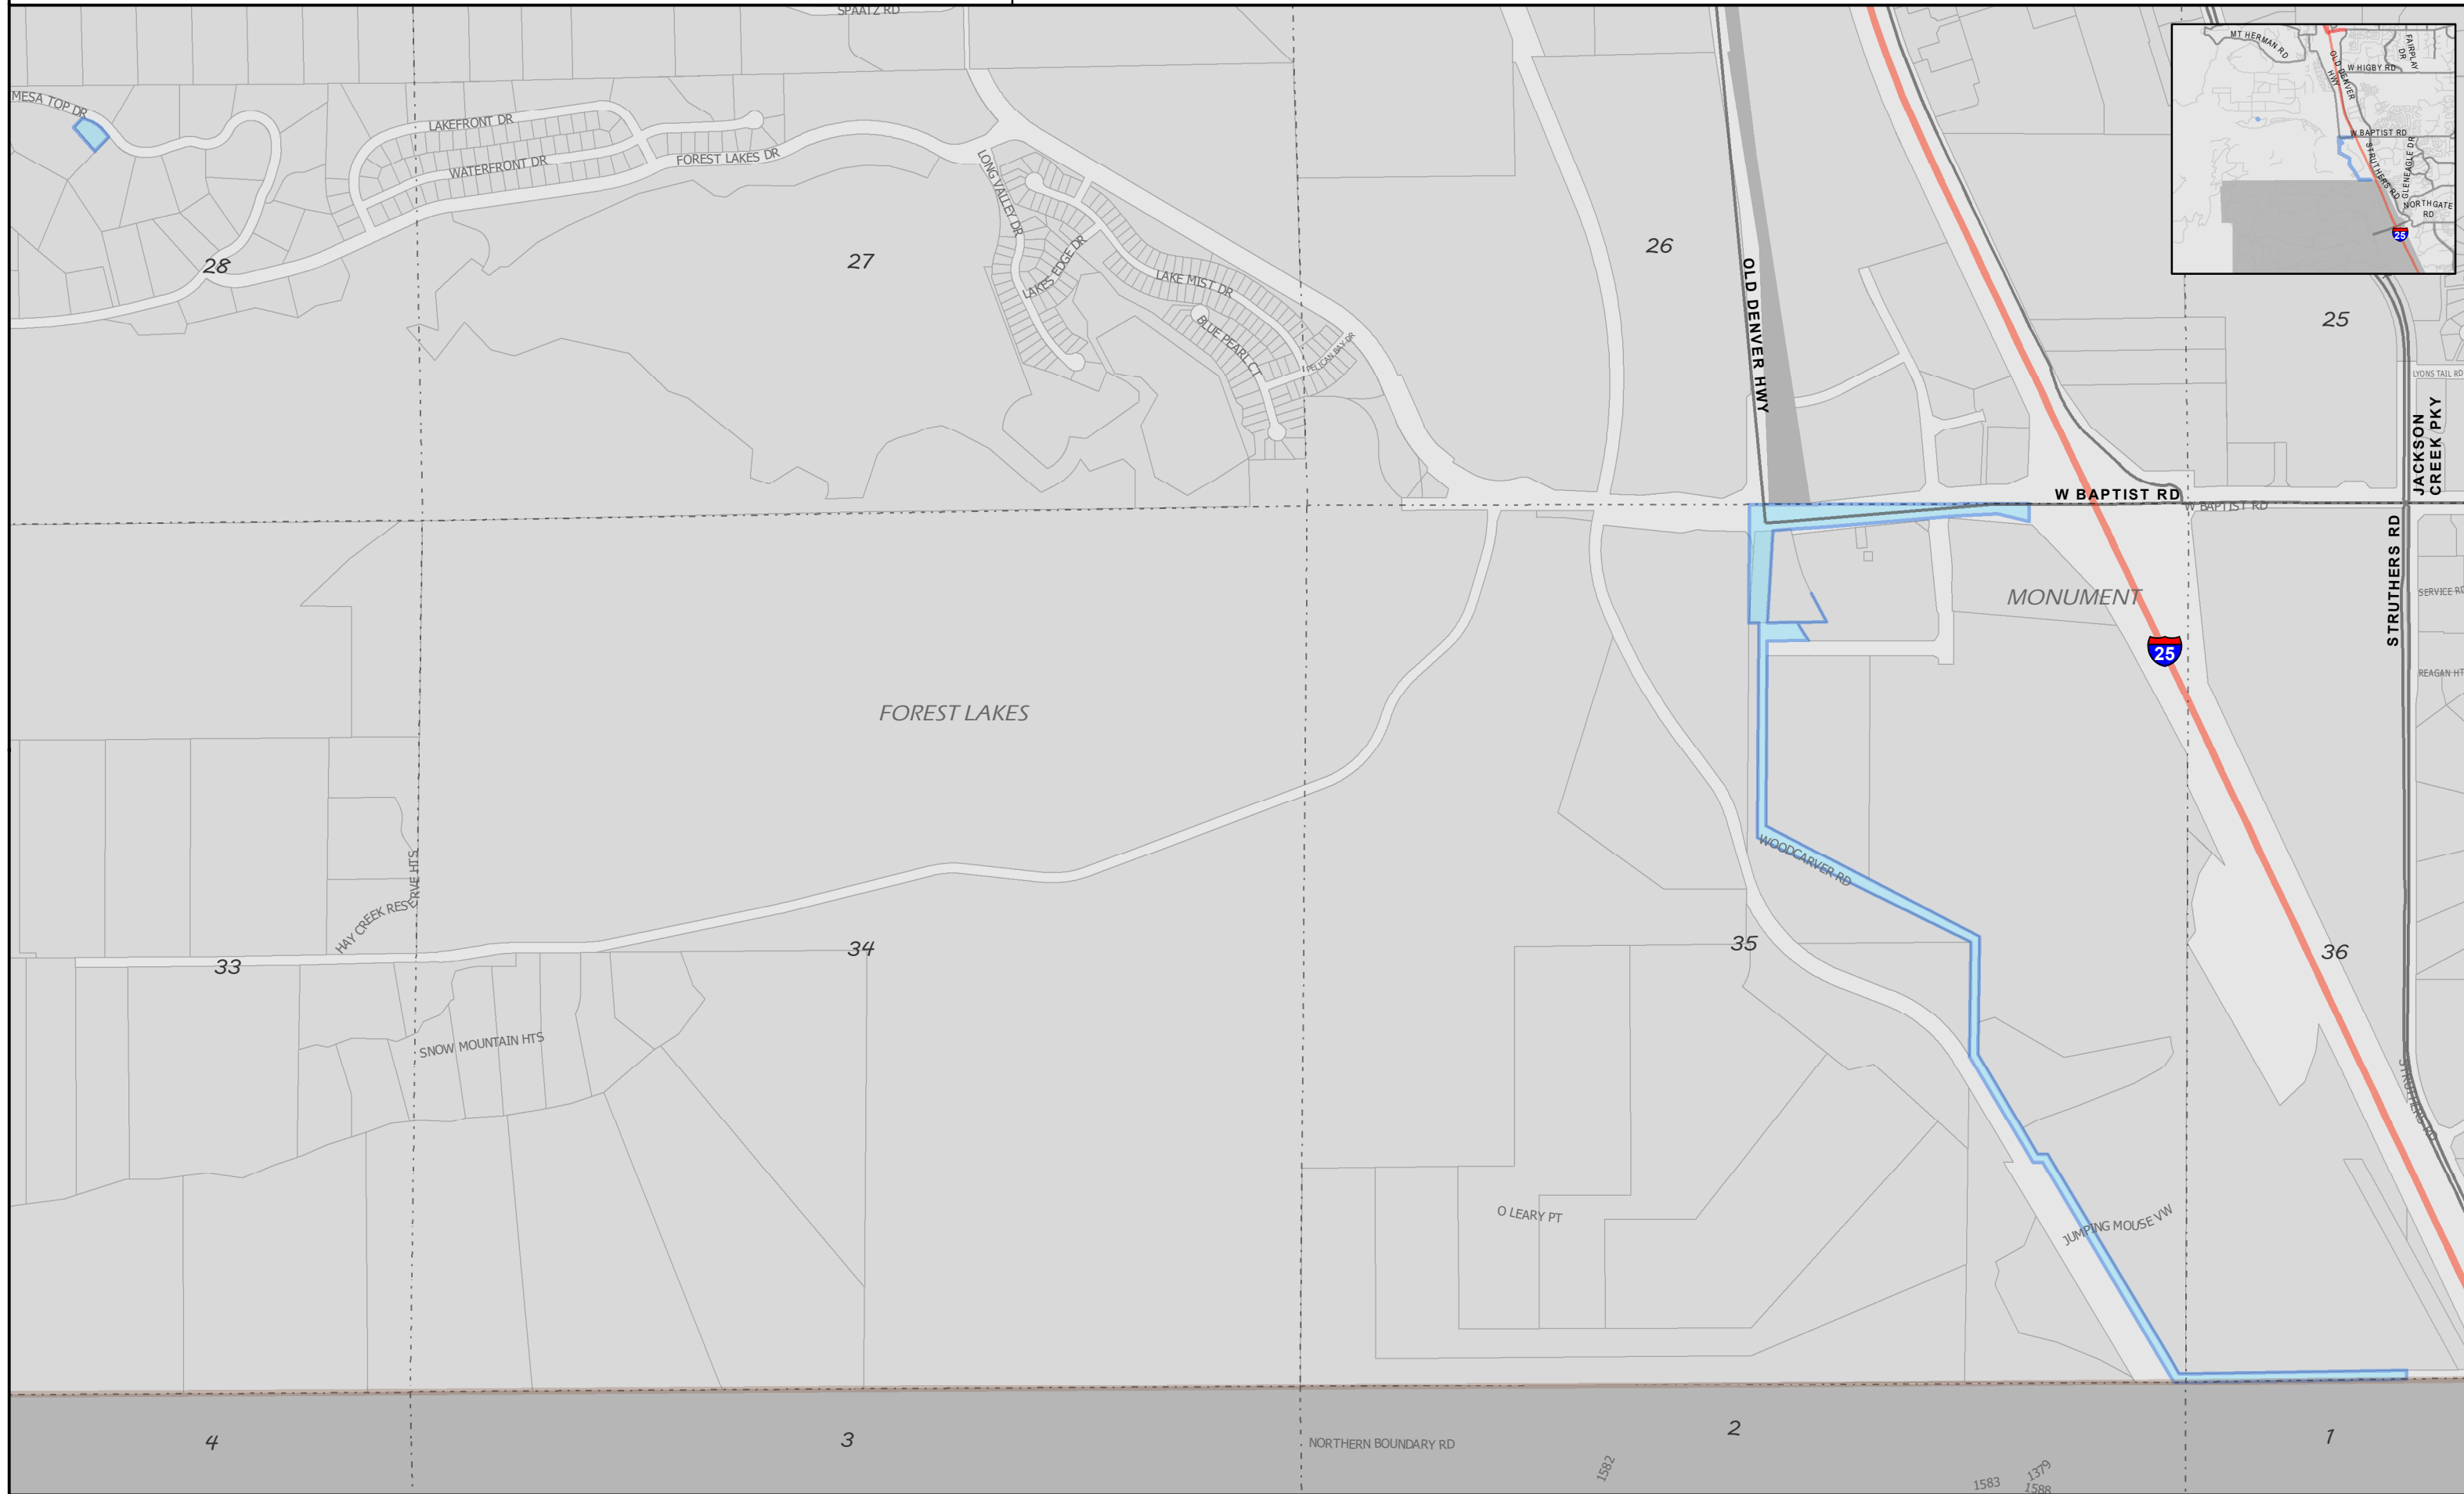 SPAATZ RD
MT HERMAN RD
FAIRPLAY
DR
OLD DENVER
HWY
W HIGBY RD
W BAPTIST RD
STRUTHERS RD
GLENEAGLE DR
NORTHGATE
RD
25
MESA TOP DR
LAKEFRONT DR
WATERFRONT DR
FOREST LAKES DR
LONG VALLEY DR
LAKES EDGE DR
LAKE MIST DR
BLUE PEARL CT
PELICAN BAY DR
28
27
26
25
OLD DENVER HWY
LYONS TAIL RD
JACKSON
CREEK PKY
W BAPTIST RD
W BAPTIST RD
STRUTHERS RD
SERVICE RD
MONUMENT
25
REAGAN HT
FOREST LAKES
WOODCARVER RD
HAY CREEK RESERVE HTS
33
34
35
36
SNOW MOUNTAIN HTS
STRUTHERS RD
O LEARY PT
JUMPING MOUSE VW
4
3
2
1
NORTHERN BOUNDARY RD
1582
1583
1379
1588